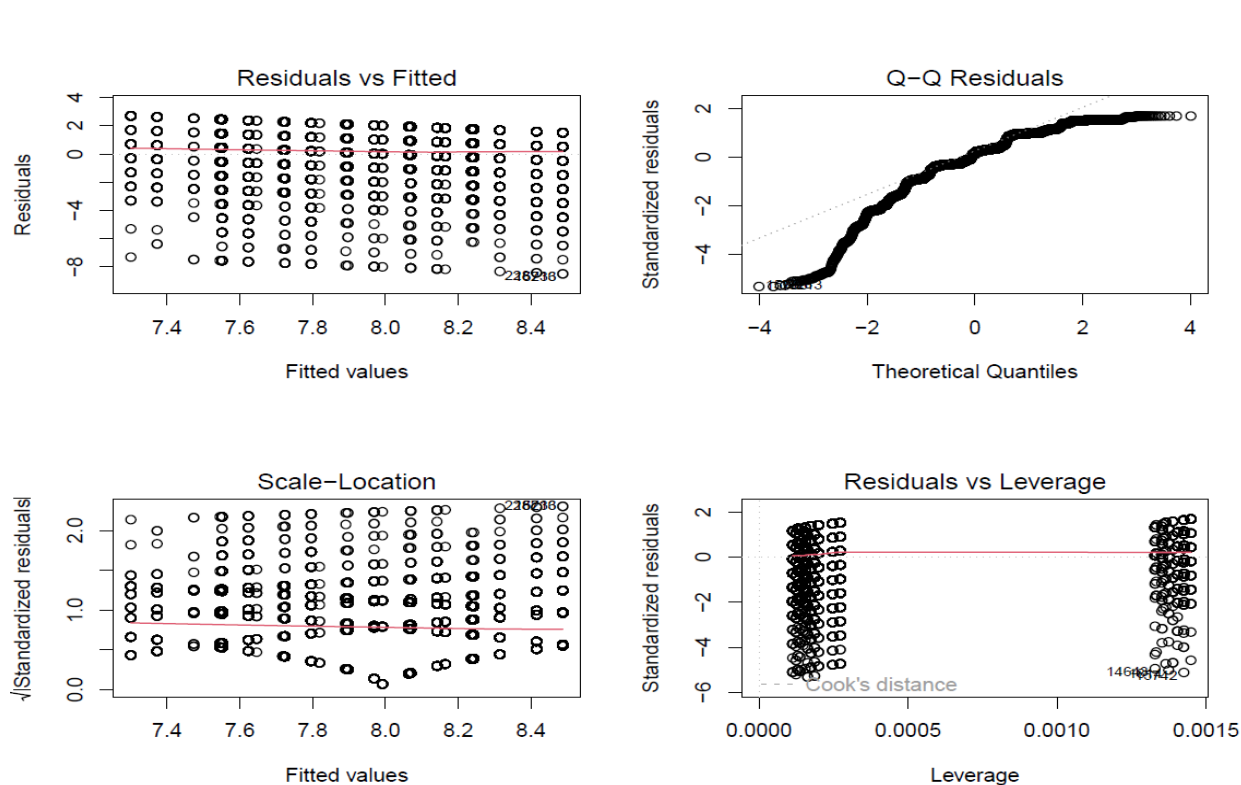 Residuals vs Fitted
Residuals
4
2
0
−4
−8
7.4 7.6 7.8 8.0 8.2 8.4
Fitted values
Q−Q Residuals
Standardized residuals
2
0
−2
−4
−4 −2 0 2 4
Theoretical Quantiles
Scale−Location
√|Standardized residuals|
2.0
1.0
0.0
7.4 7.6 7.8 8.0 8.2 8.4
Fitted values
Residuals vs Leverage
Standardized residuals
2
0
−2
−4
−6
Cook's distance
0.0000 0.0005 0.0010 0.0015
Leverage